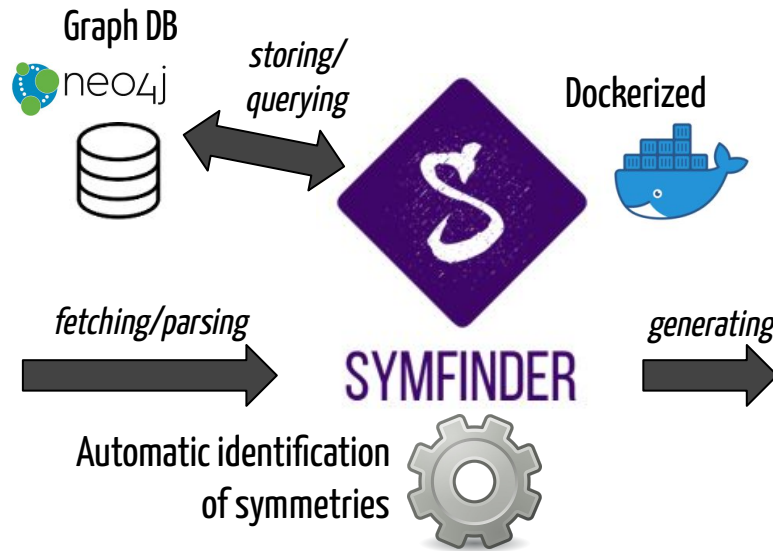 Graph DB
neo4j
storing/
querying
Dockerized
S
fetching/parsing
generating
SYMFINDER
Automatic identification
of symmetries